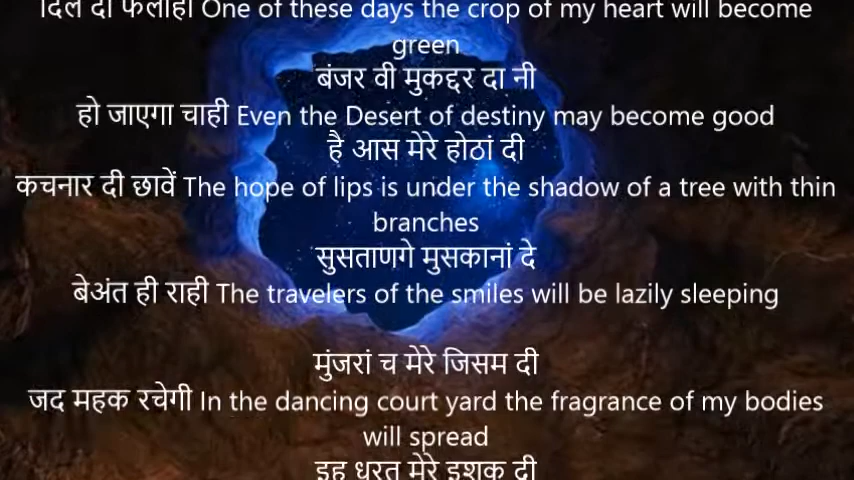 दिल दी फलाही One of these days the crop of my heart will become
green
बंजर वी मुकद्दर दा नी
हो जाएगा चाही Even the Desert of destiny may become good
है आस मेरे होठां दी
कचनार दी छावें The hope of lips is under the shadow of a tree with thin
branches
सुसताणगे मुसकानां दे
बेअंत ही राही The travelers of the smiles will be lazily sleeping
मुंजरां च मेरे जिसम दी
जद महक रचेगी In the dancing court yard the fragrance of my bodies
will spread
इह धरत मेरे इशक दी